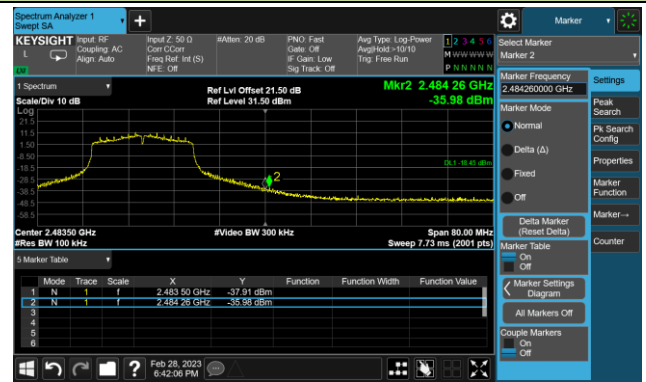 Spectrum Analyzer 1
Swept SA
Marker
KEYSIGHT Input: RF Input Z: 50 Ω #Atten: 20 dB PNO: Fast Avg Type: Log-Power 1 2 3 4 5 6
L Coupling: AC Corr CCorr Gate: Off Avg|Hold:>10/10 M W W W W W
Align: Auto Freq Ref: Int (S) IF Gain: Low Trig: Free Run
NFE: Off Sig Track: Off P N N N N N
Select Marker
Marker 2
1 Spectrum
Ref Lvl Offset 21.50 dB Mkr2 2.484 26 GHz
Scale/Div 10 dB Ref Level 31.50 dBm -35.98 dBm
Log
21.5
11.5
1.50
-8.50
-18.5
-28.5
-38.5
-48.5
-58.5
DL1 -18.45 dBm
2
Center 2.48350 GHz #Video BW 300 kHz Span 80.00 MHz
#Res BW 100 kHz Sweep 7.73 ms (2001 pts)
5 Marker Table
Mode Trace Scale X Y Function Function Width Function Value
1 N 1 f 2.483 50 GHz -37.91 dBm
2 N 1 f 2.484 26 GHz -35.98 dBm
3
4
5
6
Marker Frequency
2.484260000 GHz
Marker Mode
Normal
Delta (Δ)
Fixed
Off
Delta Marker
(Reset Delta)
Marker Table
On
Off
Marker Settings
Diagram
All Markers Off
Couple Markers
On
Off
Settings
Peak
Search
Pk Search
Config
Properties
Marker
Function
Marker→
Counter
?
Feb 28, 2023
6:42:06 PM